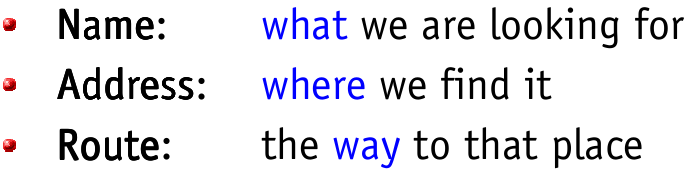 Name: what we are looking for
Address: where we find it
Route: the way to that place